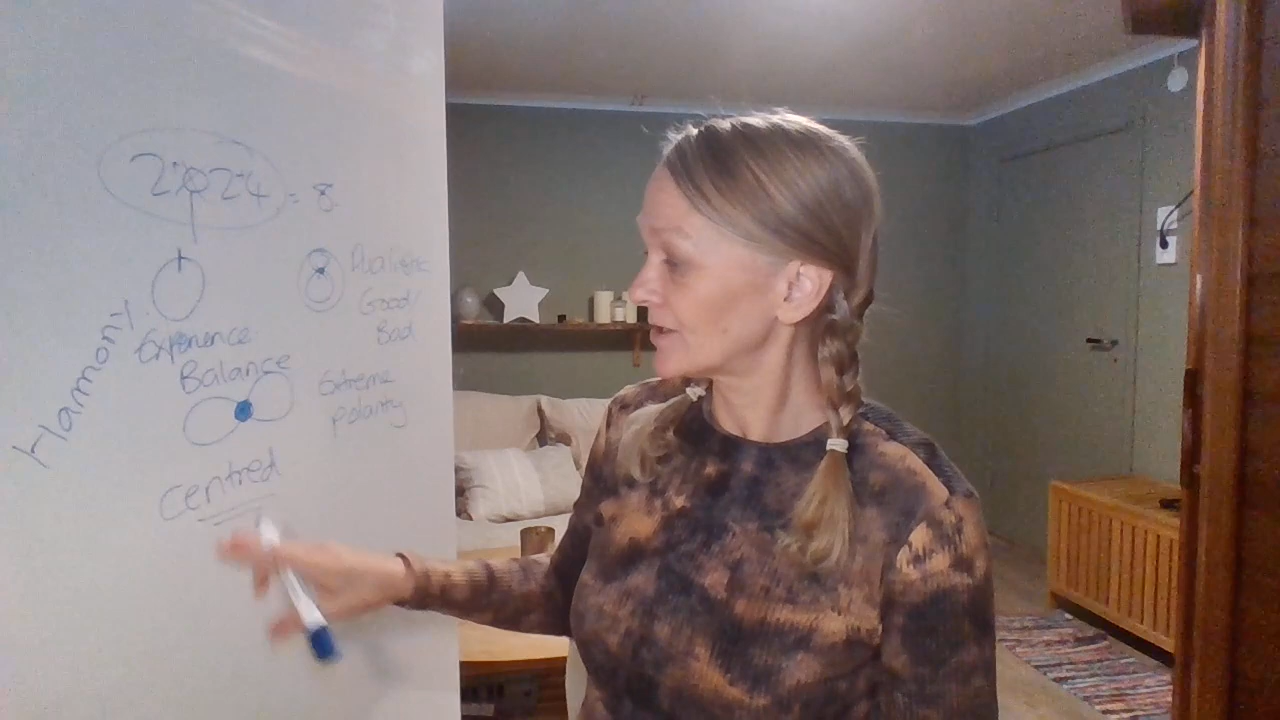 2024 = 8
Dualistic
Good/
Bad
Harmony
Experience
Balance
Extreme
polarity
Centred